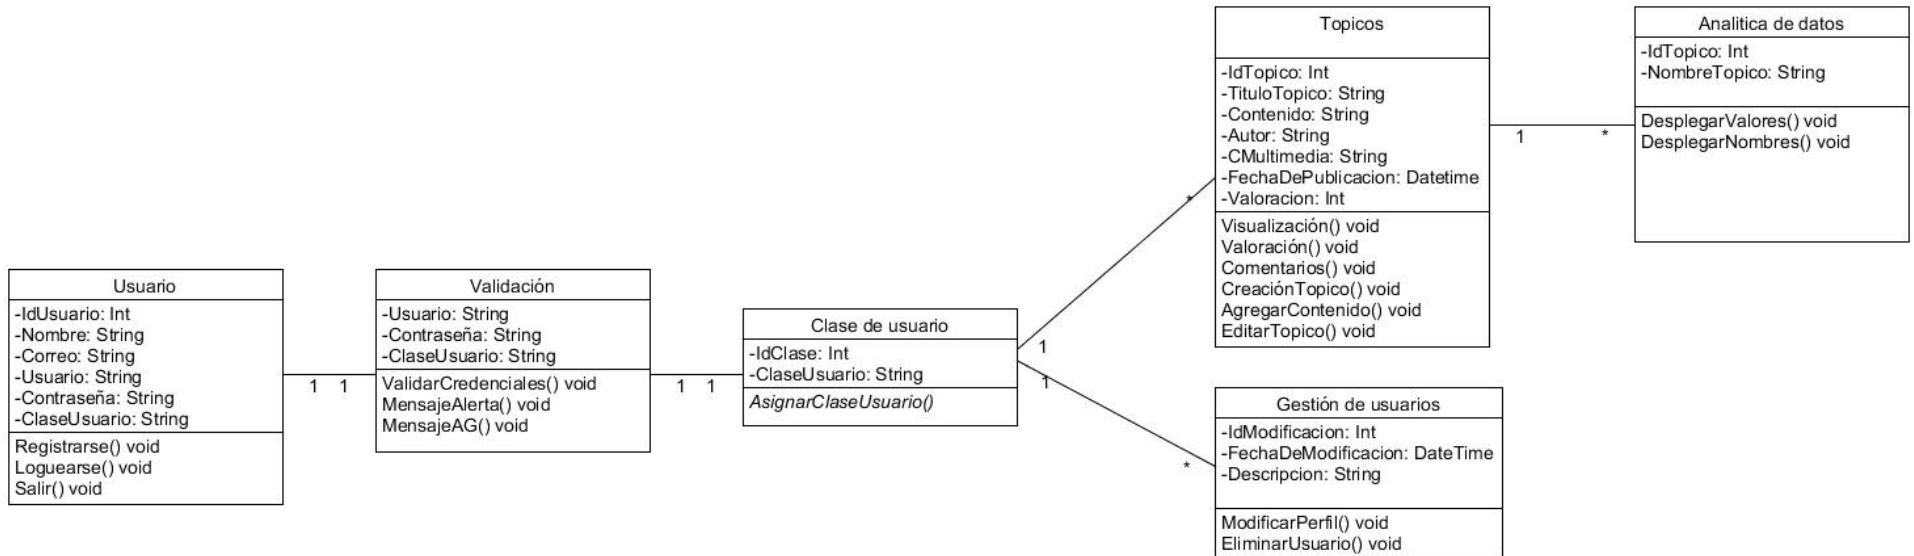 Usuario
-IdUsuario: Int
-Nombre: String
-Correo: String
-Usuario: String
-Contraseña: String
-ClaseUsuario: String
Registrarse() void
Loguearse() void
Salir() void
1 1
Validación
-Usuario: String
-Contraseña: String
-ClaseUsuario: String
ValidarCredenciales() void
MensajeAlerta() void
MensajeAG() void
1 1
Clase de usuario
-IdClase: Int
-ClaseUsuario: String
AsignarClaseUsuario()
1
*
1
*
Topicos
-IdTopico: Int
-TituloTopico: String
-Contenido: String
-Autor: String
-CMultimedia: String
-FechaDePublicacion: Datetime
-Valoracion: Int
Visualización() void
Valoración() void
Comentarios() void
CreaciónTopico() void
AgregarContenido() void
EditarTopico() void
1 *
Analitica de datos
-IdTopico: Int
-NombreTopico: String
DesplegarValores() void
DesplegarNombres() void
Gestión de usuarios
-IdModificacion: Int
-FechaDeModificacion: DateTime
-Descripcion: String
ModificarPerfil() void
EliminarUsuario() void